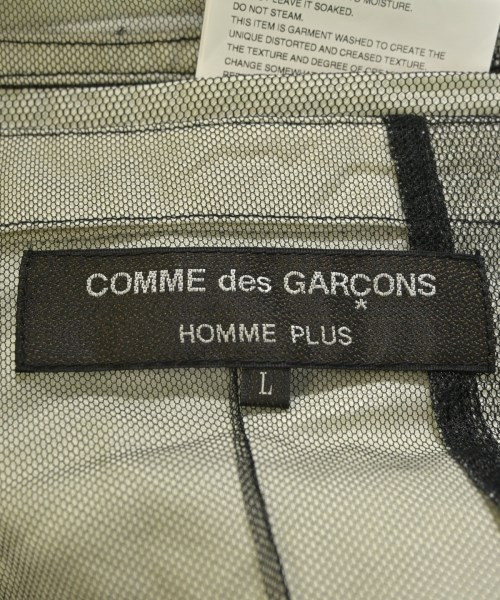 LEAVE IT SOAKED.
DO NOT STEAM.
THIS ITEM IS GARMENT WASHED TO CREATE THE
UNIQUE DISTORTED AND CREASED TEXTURE
THE TEXTURE AND DEGREE OF
CHANGE
COMME des GARÇONS
HOMME PLUS
L